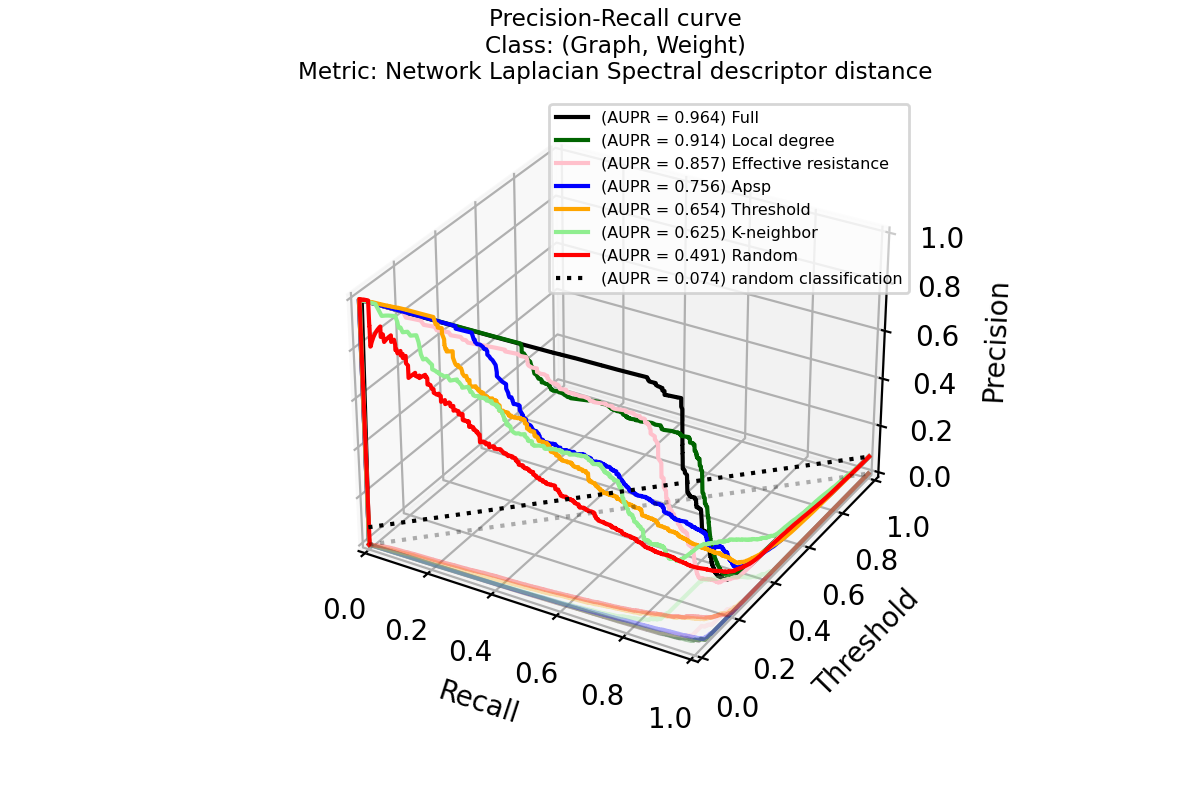 Precision-Recall curve
Class: (Graph, Weight)
Metric: Network Laplacian Spectral descriptor distance
(AUPR = 0.964) Full
(AUPR = 0.914) Local degree
(AUPR = 0.857) Effective resistance
(AUPR = 0.756) Apsp
(AUPR = 0.654) Threshold
(AUPR = 0.625) K-neighbor
(AUPR = 0.491) Random
(AUPR = 0.074) random classification
1.0
0.8
0.6
0.4
0.2
0.0
Precision
1.0
0.8
0.6
0.4
0.2
0.0
Threshold
0.0
0.2
0.4
0.6
0.8
1.0
Recall